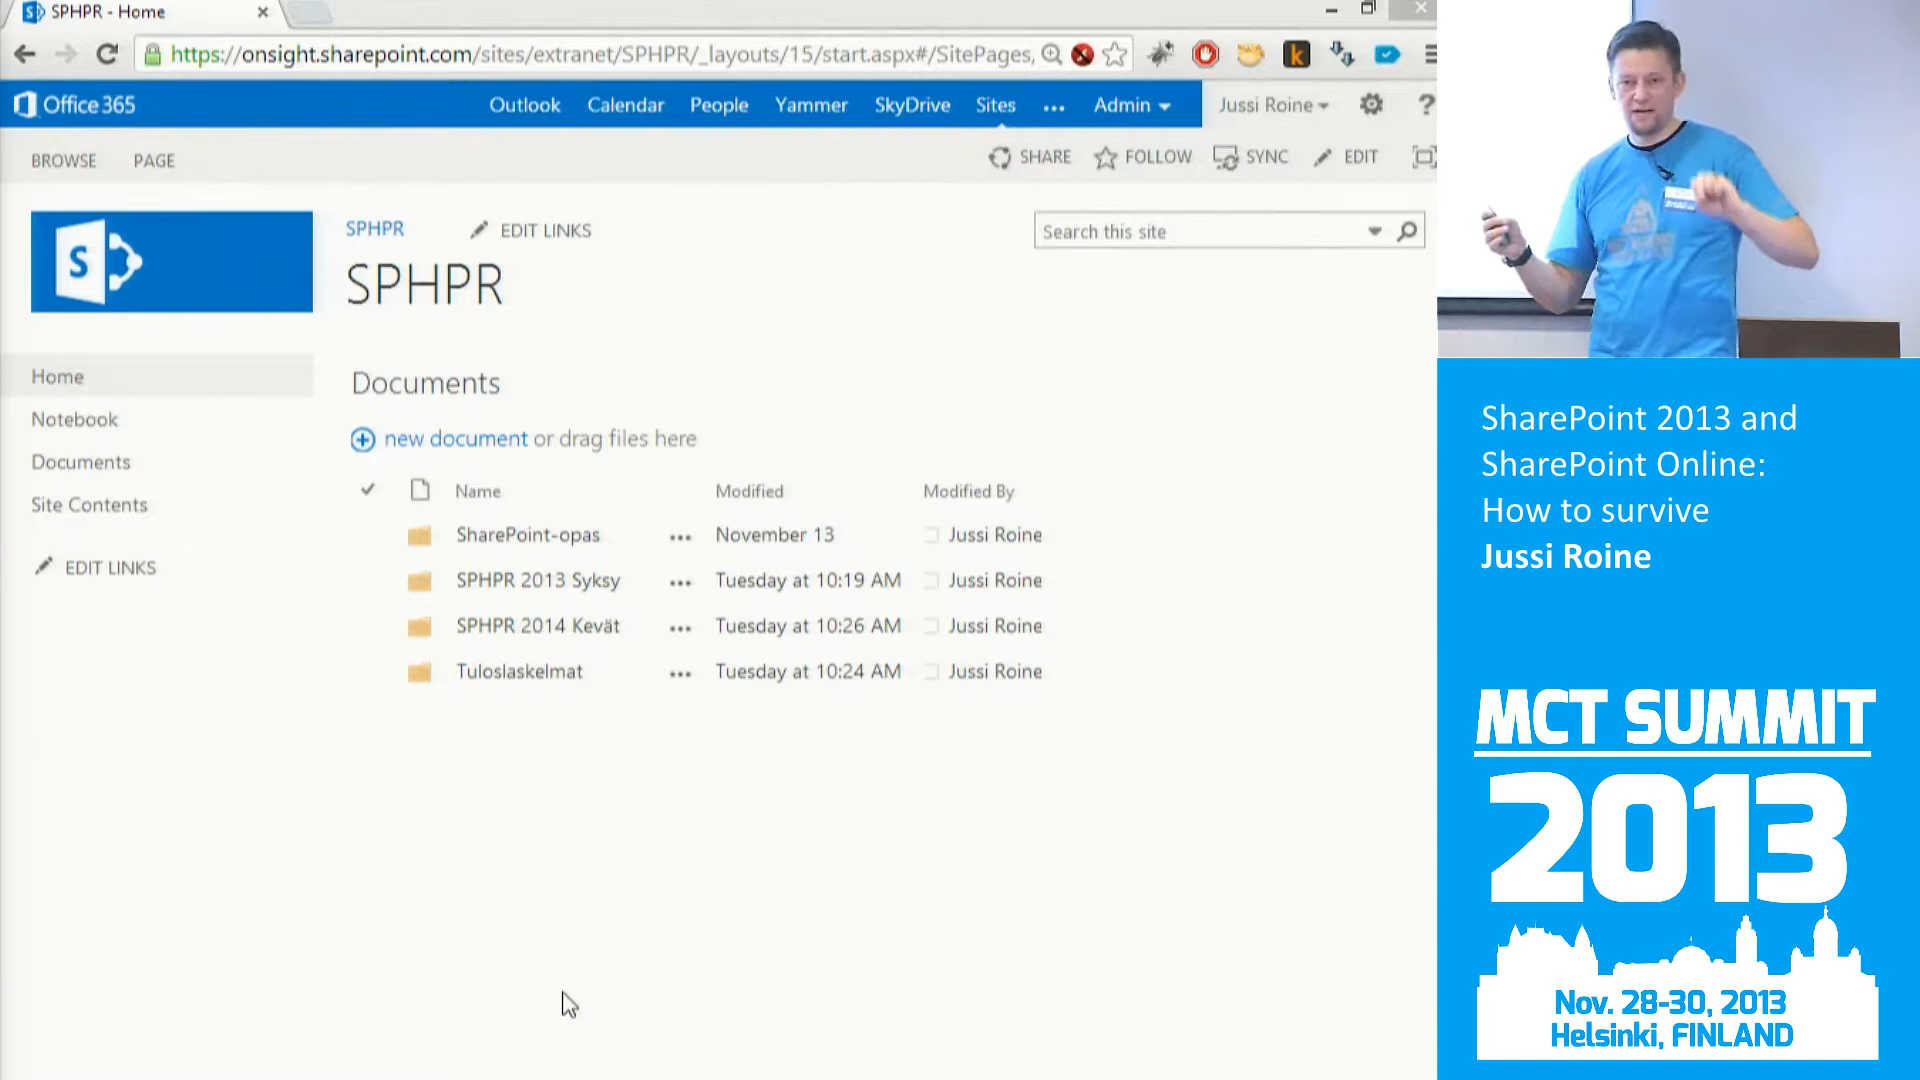 SPHPR - Home
https://onsight.sharepoint.com/sites/extranet/SPHPR/_layouts/15/start.aspx#/SitePages,
Office 365 Outlook Calendar People Yammer SkyDrive Sites ... Admin Jussi Roine ?
BROWSE PAGE SHARE FOLLOW SYNC EDIT
S
SPHPR EDIT LINKS
Search this site
SPHPR
Home
Notebook
Documents
Site Contents
EDIT LINKS
Documents
new document or drag files here
Name Modified Modified By
SharePoint-opas ... November 13 Jussi Roine
SPHPR 2013 Syksy ... Tuesday at 10:19 AM Jussi Roine
SPHPR 2014 Kevät ... Tuesday at 10:26 AM Jussi Roine
Tuloslaskelmat ... Tuesday at 10:24 AM Jussi Roine
SharePoint 2013 and
SharePoint Online:
How to survive
Jussi Roine
MCT SUMMIT
2013
Nov. 28-30, 2013
Helsinki, FINLAND